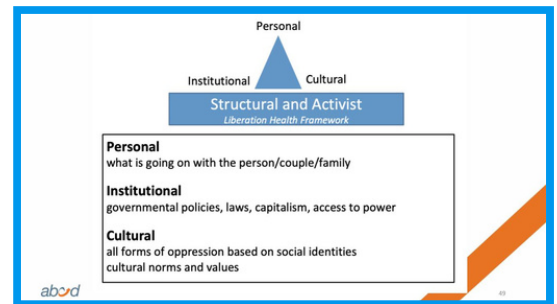 Personal
Institutional
Cultural
Structural and Activist
Liberation Health Framework
Personal
what is going on with the person/couple/family
Institutional
governmental policies, laws, capitalism, access to power
Cultural
all forms of oppression based on social identities
cultural norms and values
49